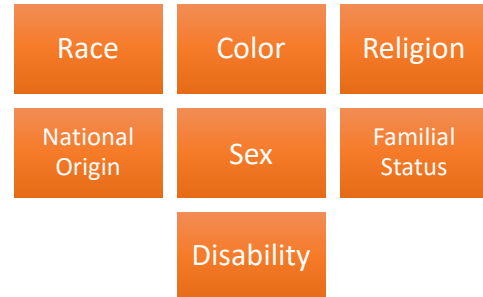 Race
Color
Religion
National
Origin
Sex
Familial
Status
Disability